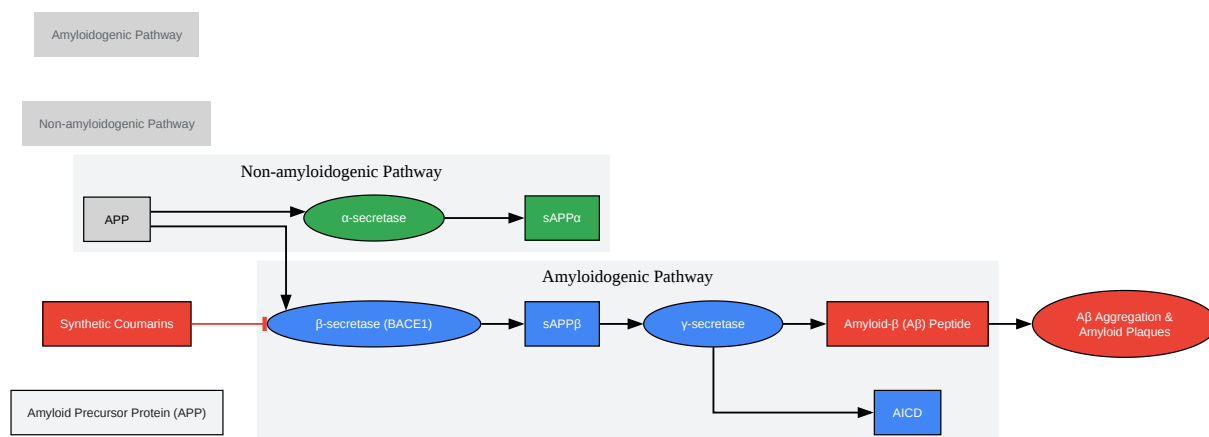 Amyloidogenic Pathway
Non-amyloidogenic Pathway
Non-amyloidogenic Pathway
APP
α-secretase
sAPPα
Amyloidogenic Pathway
Synthetic Coumarins
β-secretase (BACE1)
sAPPβ
γ-secretase
Amyloid-β (Aβ) Peptide
Aβ Aggregation &
Amyloid Plaques
Amyloid Precursor Protein (APP)
AICD